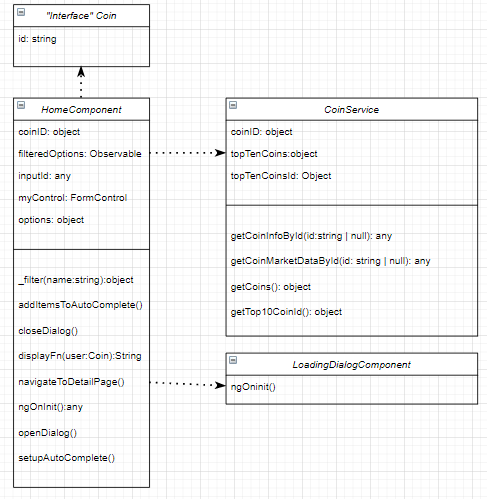 "Interface" Coin
id: string
HomeComponent
coinID: object
filteredOptions: Observable
inputId: any
myControl: FormControl
options: object
_filter(name:string):object
addItemsToAutoComplete()
closeDialog()
displayFn(user:Coin):String
navigateToDetailPage()
ngOnInit():any
openDialog()
setupAutoComplete()
CoinService
coinID: object
topTenCoins:object
topTenCoinsId: Object
getCoinInfoById(id:string | null): any
getCoinMarketDataById(id: string | null): any
getCoins(): object
getTop10CoinId(): object
LoadingDialogComponent
ngOninit()